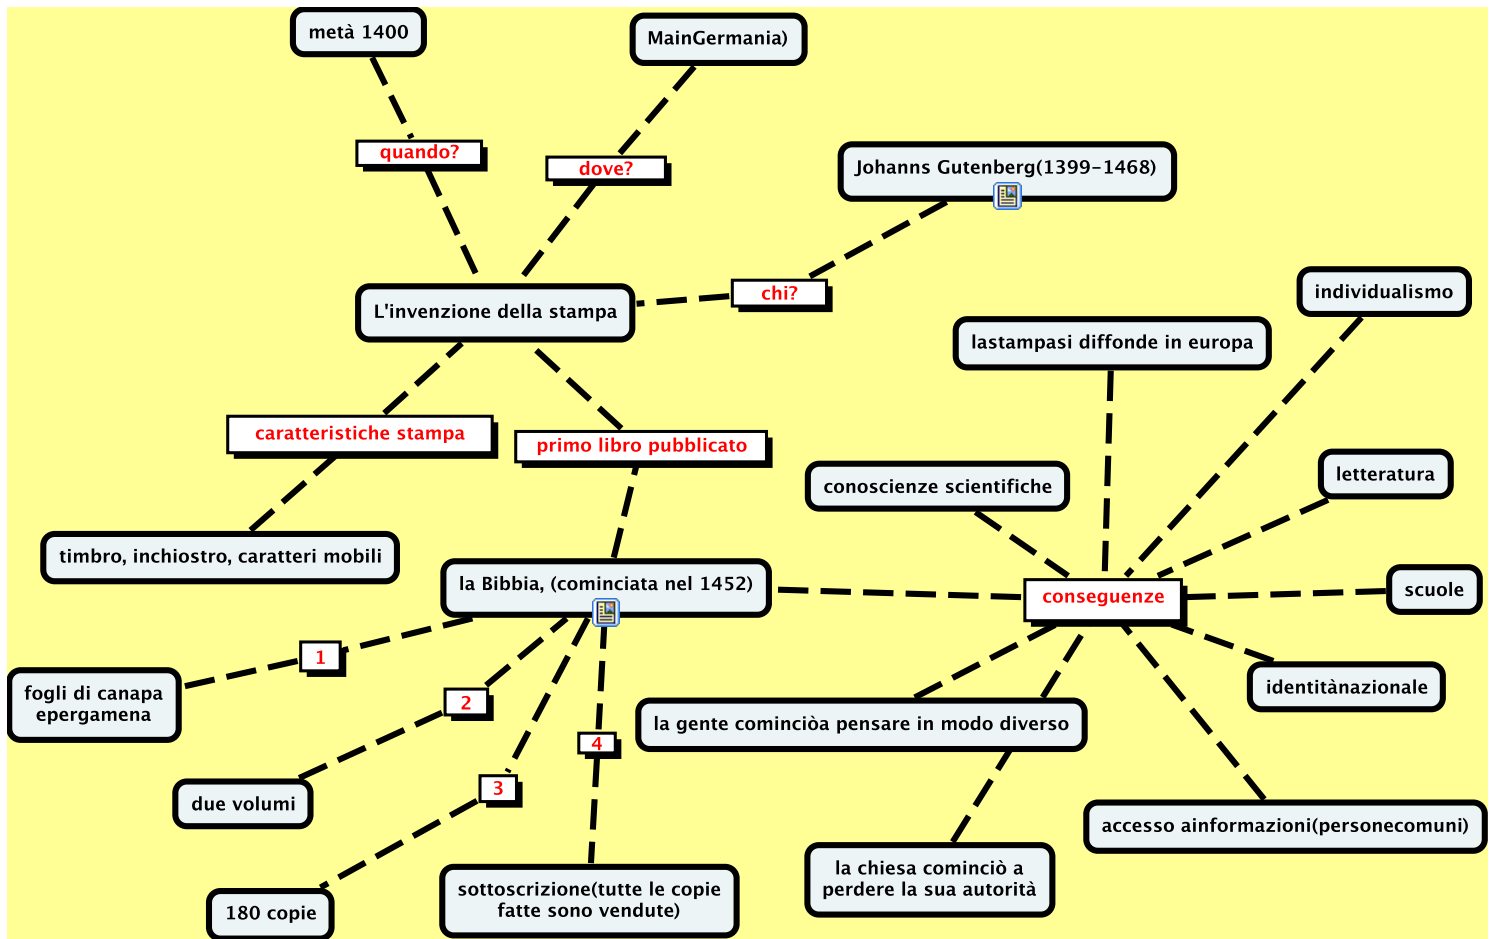 metà 1400
MainGermania)
quando?
dove?
Johanns Gutenberg(1399-1468)
chi?
L'invenzione della stampa
individualismo
lastampasi diffonde in europa
caratteristiche stampa
primo libro pubblicato
letteratura
conoscienze scientifiche
timbro, inchiostro, caratteri mobili
la Bibbia, (cominciata nel 1452)
conseguenze
scuole
1
fogli di canapa
epergamena
2
identitànazionale
la gente cominciòa pensare in modo diverso
4
3
due volumi
accesso ainformazioni(personecomuni)
la chiesa cominciò a
perdere la sua autorità
sottoscrizione(tutte le copie
fatte sono vendute)
180 copie